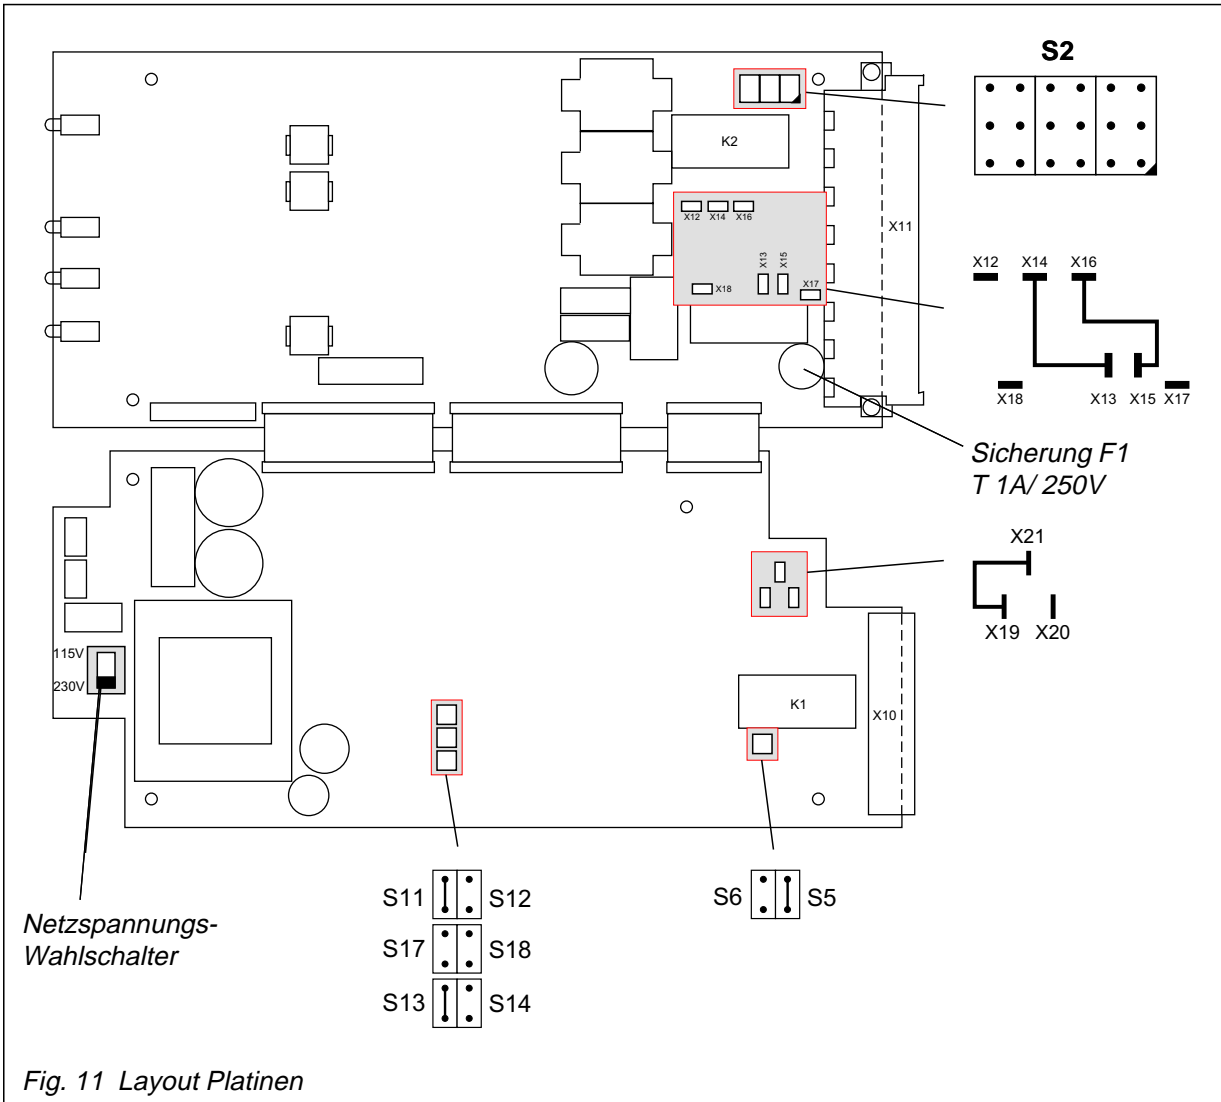 S2
K2
X11
X12 X14 X16
X13
X15
X18
X17
X12 X14 X16
X18 X13 X15 X17
Sicherung F1
T 1A/ 250V
X21
X19 X20
115V
230V
K1
X10
S11 S12
S17 S18
S13 S14
S6 S5
Netzspannungs-
Wahlschalter
Fig. 11 Layout Platinen